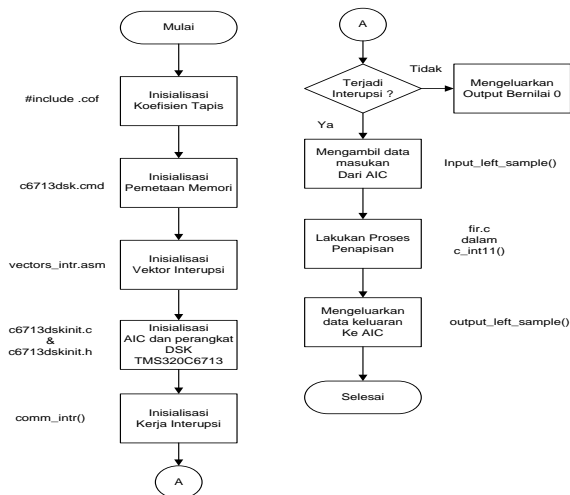 Mulai
#include .cof
Inisialisasi
Koefisien Tapis
c6713dsk.cmd
Inisialisasi
Pemetaan Memori
vectors_intr.asm
Inisialisasi
Vektor Interupsi
c6713dskinit.c
&
c6713dskinit.h
Inisialisasi
AIC dan perangkat
DSK
TMS320C6713
comm_intr()
Inisialisasi
Kerja Interupsi
A
A
Terjadi
Interupsi ?
Tidak
Mengeluarkan
Output Bernilai 0
Ya
Mengambil data
masukan
Dari AIC
Input_left_sample()
Lakukan Proses
Penapisan
fir.c
dalam
c_int11()
Mengeluarkan
data keluaran
Ke AIC
output_left_sample()
Selesai